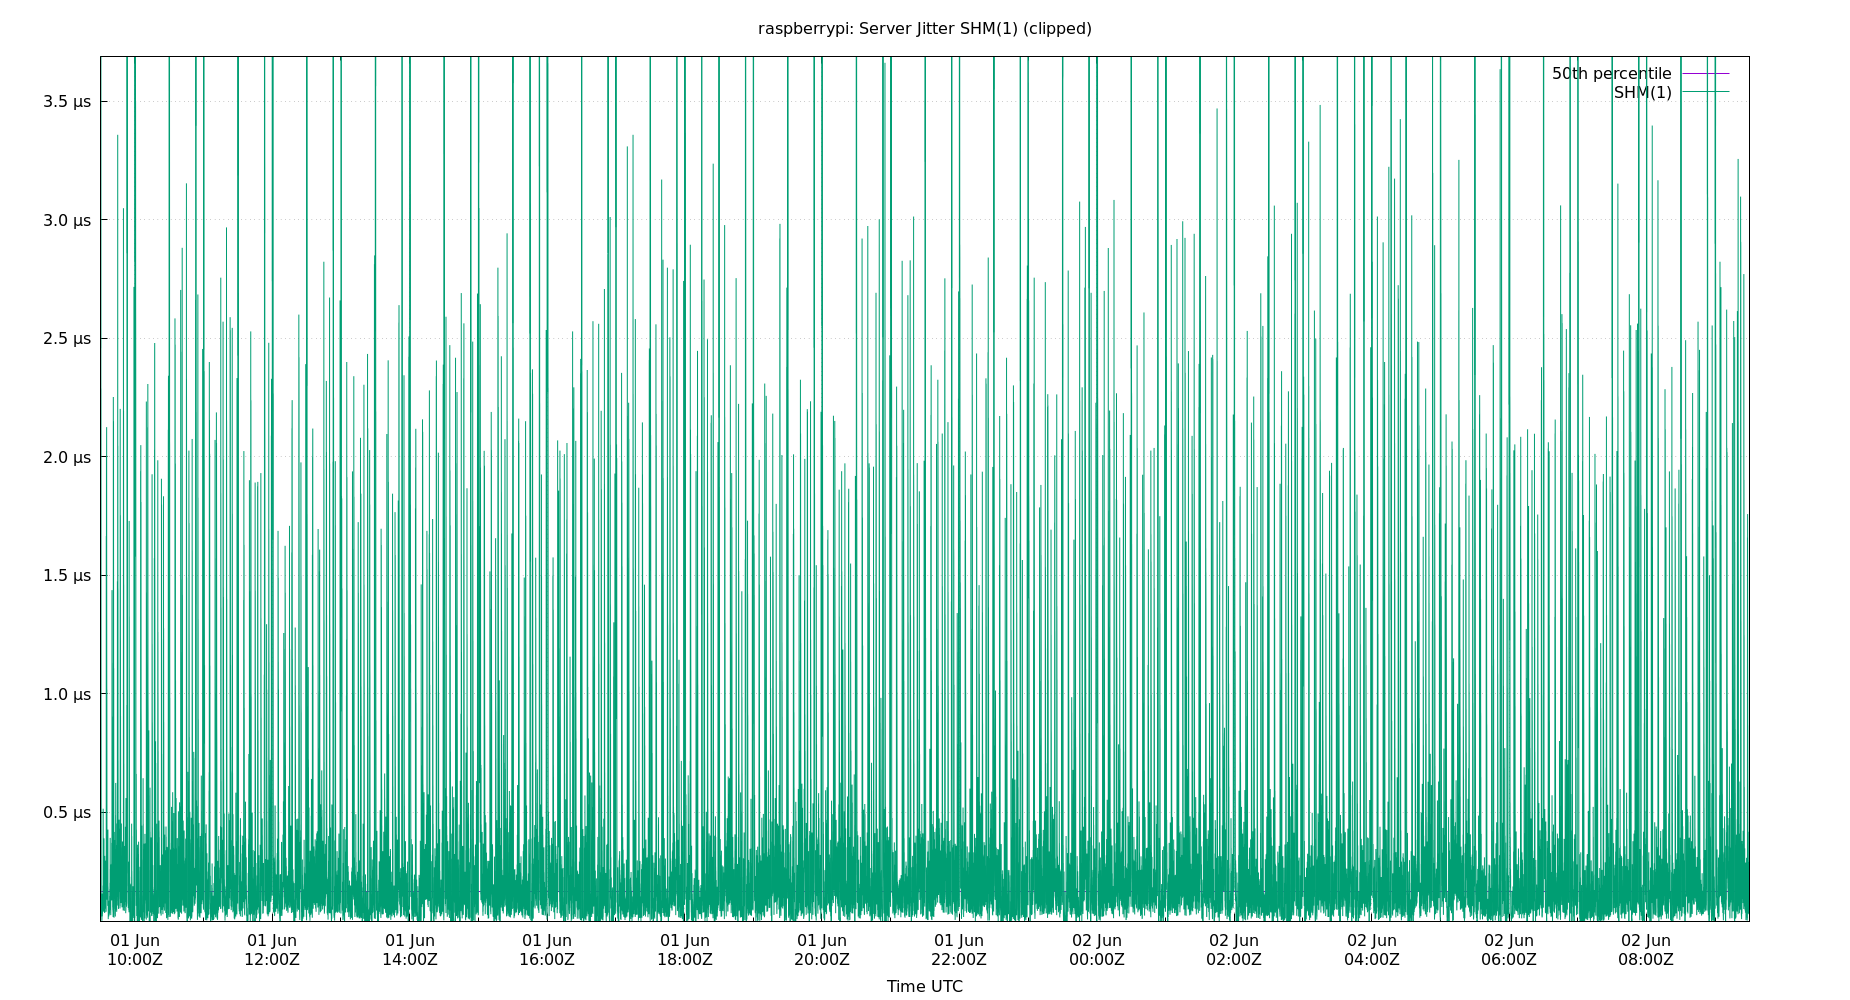 raspberrypi: Server Jitter SHM(1) (clipped)
50th percentile
SHM(1)
3.5 µs
3.0 µs
2.5 µs
2.0 µs
1.5 µs
1.0 µs
0.5 µs
01 Jun 01 Jun 01 Jun 01 Jun 01 Jun 01 Jun 01 Jun 02 Jun 02 Jun 02 Jun 02 Jun 02 Jun
10:00Z 12:00Z 14:00Z 16:00Z 18:00Z 20:00Z 22:00Z 00:00Z 02:00Z 04:00Z 06:00Z 08:00Z
Time UTC